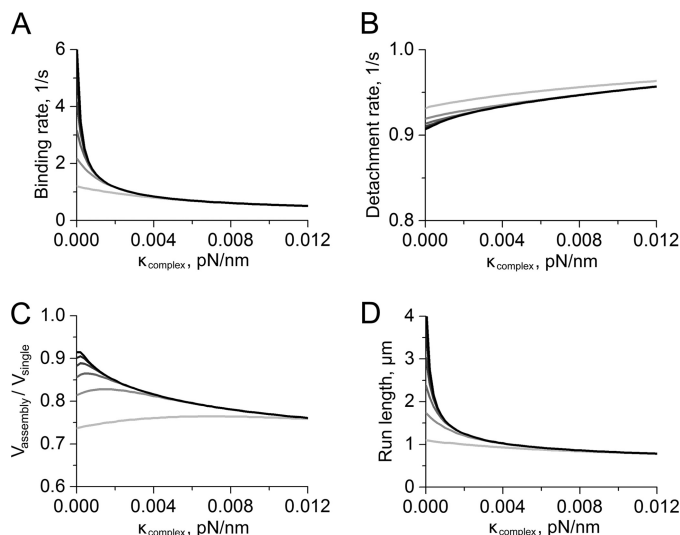 A
Binding rate, 1/s
6
4
2
0
0.000 0.004 0.008 0.012
κcomplex, pN/nm
B
Detachment rate, 1/s
1.0
0.9
0.8
0.000 0.004 0.008 0.012
κcomplex, pN/nm
C
Vassembly / Vsingle
1.0
0.9
0.8
0.7
0.6
0.000 0.004 0.008 0.012
κcomplex, pN/nm
D
Run length, μm
4
3
2
1
0
0.000 0.004 0.008 0.012
κcomplex, pN/nm